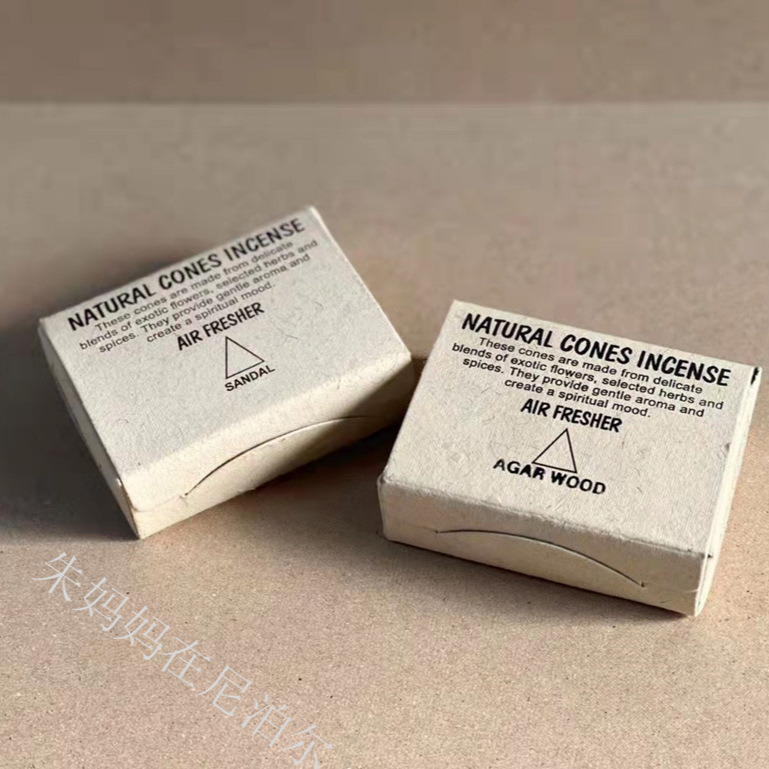 NATURAL CONES INCENSE
These cones are made from delicate
blends of exotic flowers, selected herbs and
spices. They provide gentle aroma and
create a spiritual mood.
AIR FRESHER
SANDAL
NATURAL CONES INCENSE
These cones are made from delicate
blends of exotic flowers, selected herbs and
spices. They provide gentle aroma and
create a spiritual mood.
AIR FRESHER
AGAR WOOD
朱妈妈在尼泊尔